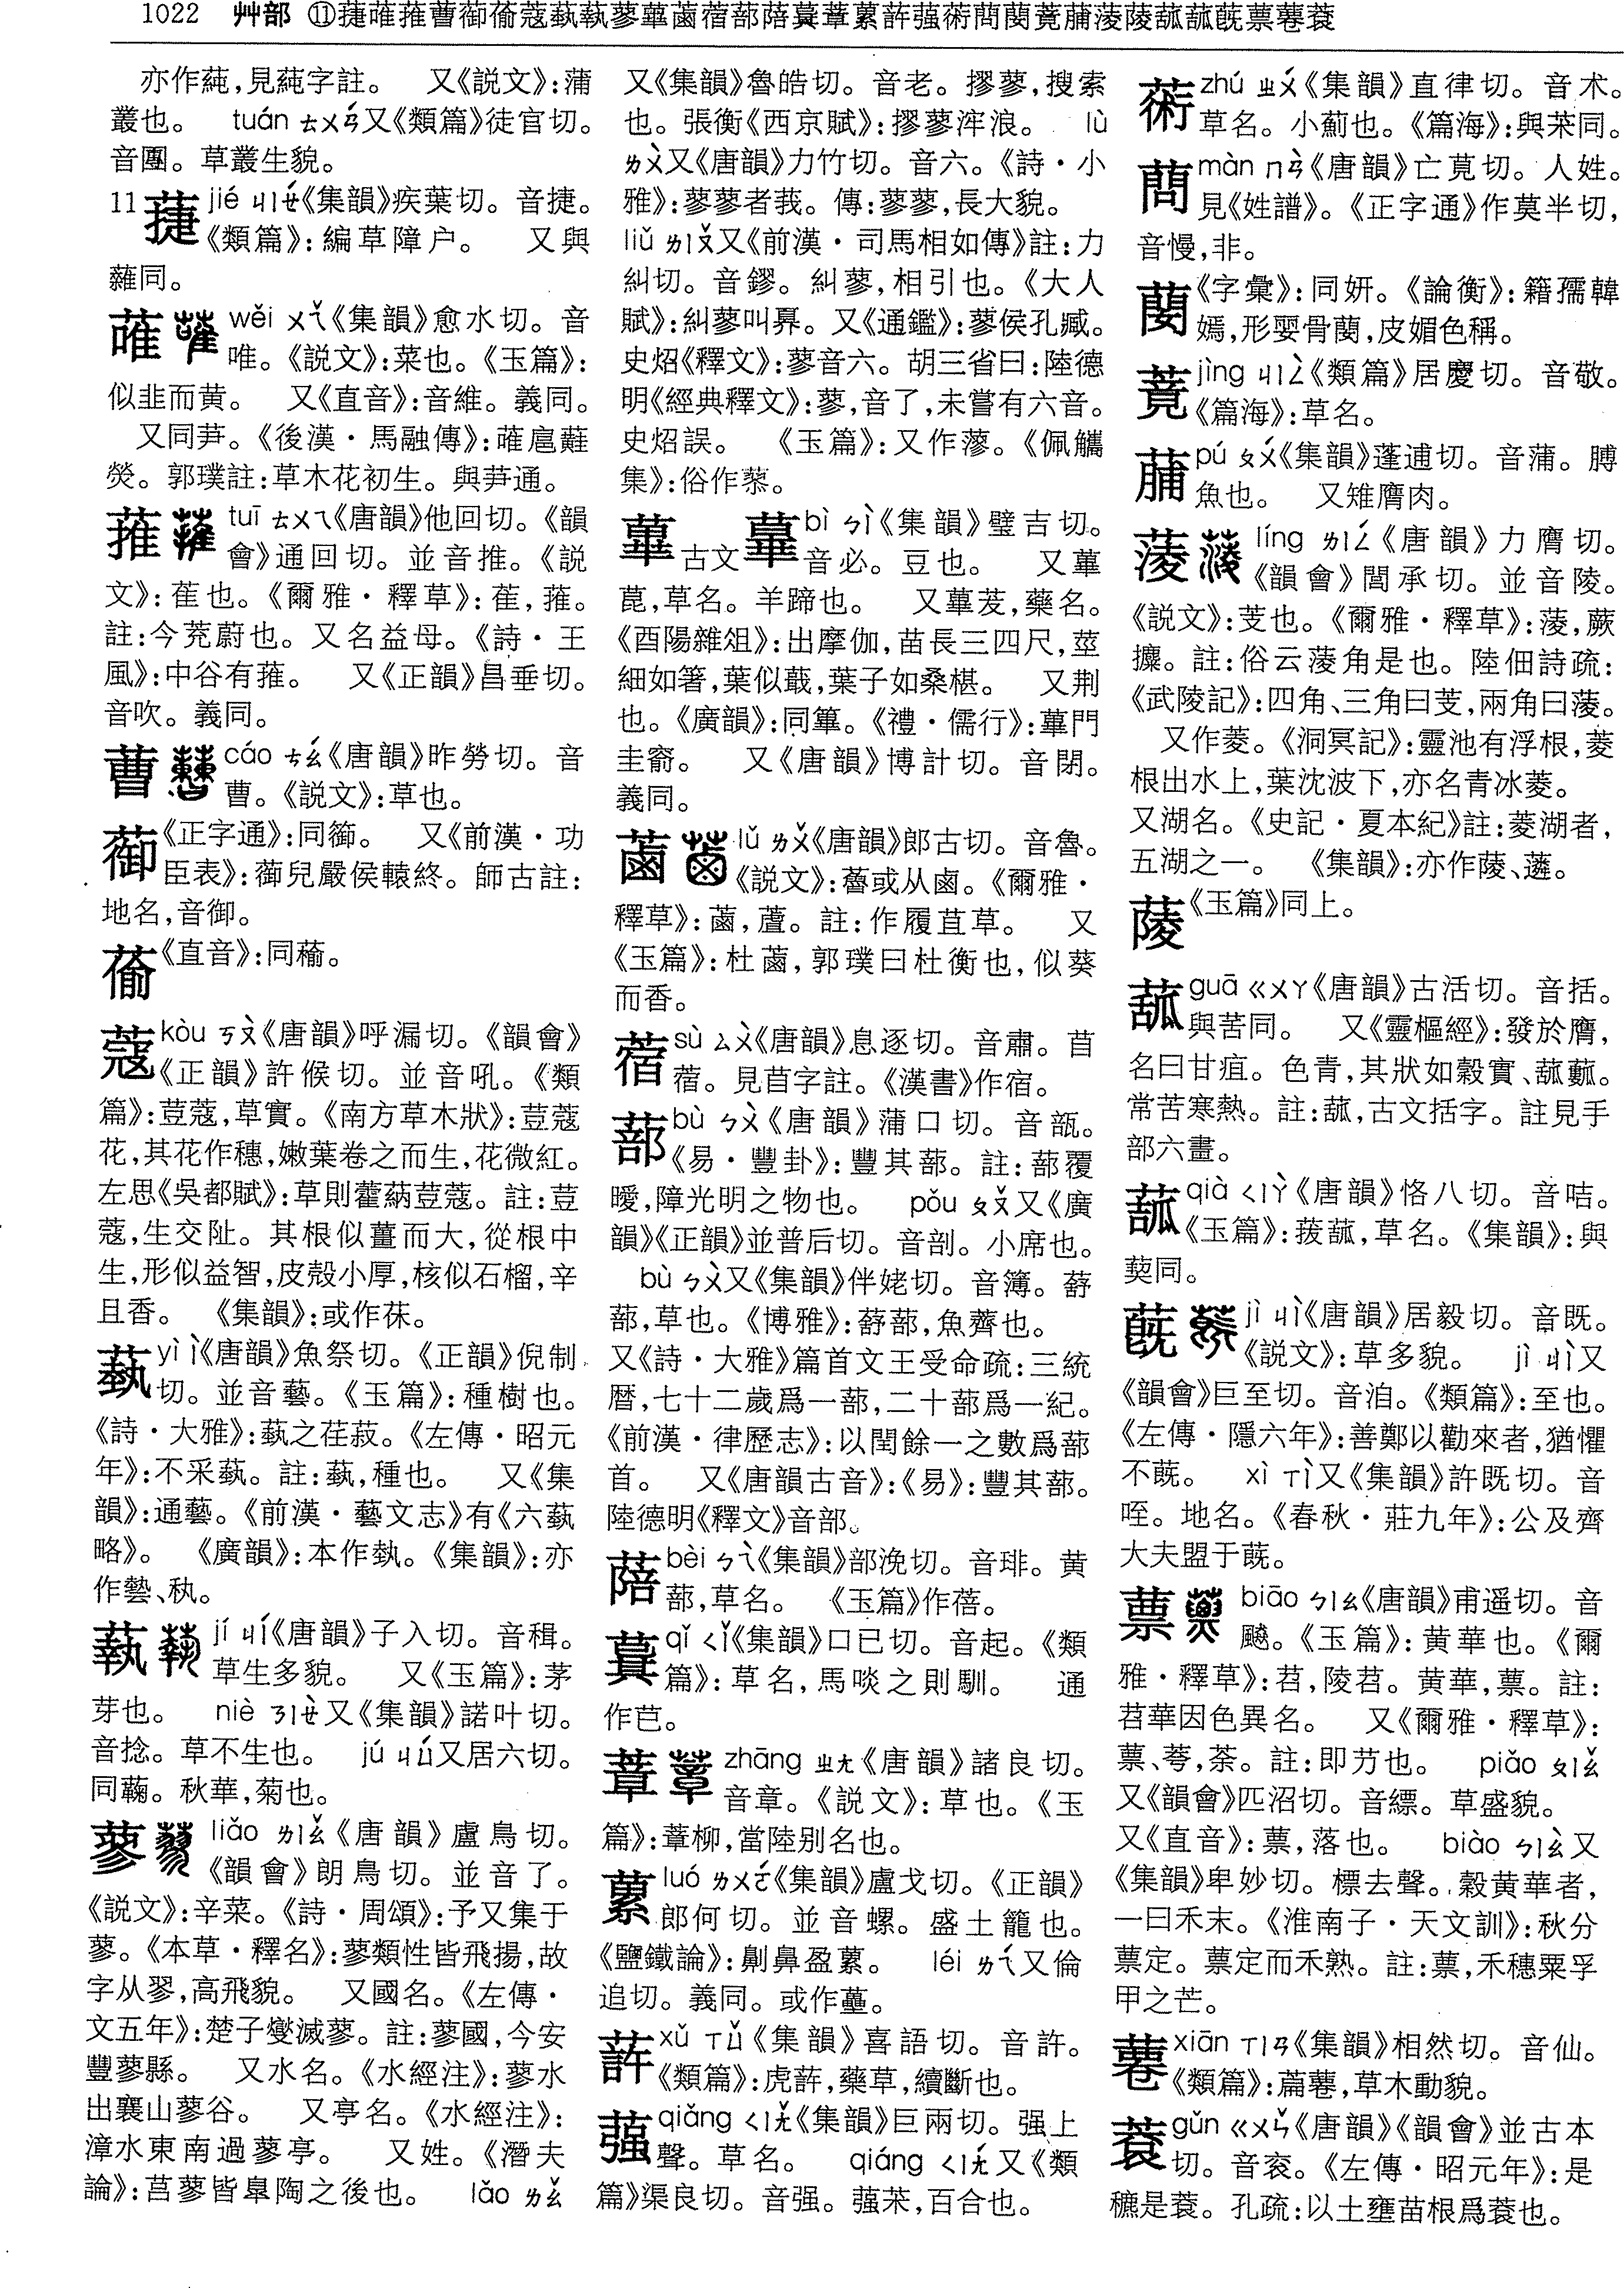 1022 艸部 ⑪蓵蓶蓷蓸蓹蓨蔻蓺蓻蓼蓽蓾蓿蔀蔭蔁蔂蔳蔃蔋蔄蔅蔩蒱蔆蔐蔇蔈蔉
亦作蒓,見蒓字註。 又《説文》:蒲
叢也。 tuán ㄊㄨㄢˊ又《類篇》徒官切。
音團。草叢生貌。
11 蓵 jié ㄐㄧㄝˊ《集韻》疾葉切。音捷。
《類篇》:編草障户。 又與
蘿同。
蓶 wěi ㄨㄟˇ《集韻》愈水切。音
唯。《説文》:菜也。《玉篇》:
似韭而黄。 又《直音》:音維。義同。
又同芛。《後漢·馬融傳》:蓶扈蘳
熒。郭璞註:草木花初生。與芛通。
蓷 tuī ㄊㄨㄟ《唐韻》他回切。《韻
會》通回切。並音推。《説
文》:萑也。《爾雅·釋草》:萑,蓷。
註:今茺蔚也。又名益母。《詩·王
風》:中谷有蓷。 又《正韻》昌垂切。
音吹。義同。
蓸 cáo ㄘㄠˊ《唐韻》昨勞切。音
曹。《説文》:草也。
蓹《正字通》:同篽。 又《前漢·功
臣表》:蓹兒嚴侯轅終。師古註:
地名,音御。
《直音》:同蕍。
蔻 kòu ㄎㄡˋ《唐韻》呼漏切。《韻會》
《正韻》許候切。並音吼。《類
篇》:荳蔻,草實。《南方草木狀》:荳蔻
花,其花作穗,嫩葉卷之而生,花微紅。
左思《吳都賦》:草則藿蒳荳蔻。註:荳
蔻,生交阯。其根似薑而大,從根中
生,形似益智,皮殼小厚,核似石榴,辛
且香。 《集韻》:或作茠。
蓺 yì ㄧˋ《唐韻》魚祭切。《正韻》倪制
切。並音藝。《玉篇》:種樹也。
《詩·大雅》:蓺之荏菽。《左傳·昭元
年》:不采蓺。註:蓺,種也。 又《集
韻》:通藝。《前漢·藝文志》有《六蓺
略》。 《廣韻》:本作埶。《集韻》:亦
作兿、秇。
蓻 jí ㄐㄧˊ《唐韻》子入切。音楫。
草生多貌。 又《玉篇》:茅
芽也。 niè ㄋㄧㄝˋ又《集韻》諾叶切。
音捻。草不生也。 jú ㄐㄩˊ又居六切。
同蘜。秋華,菊也。
蓼 liǎo ㄌㄧㄠˇ《唐韻》盧鳥切。
《韻會》朗鳥切。並音了。
《説文》:辛菜。《詩·周頌》:予又集于
蓼。《本草·釋名》:蓼類性皆飛揚,故
字从翏,高飛貌。 又國名。《左傳·
文五年》:楚子燮滅蓼。註:蓼國,今安
豐蓼縣。 又水名。《水經注》:蓼水
出襄山蓼谷。 又亭名。《水經注》:
漳水東南過蓼亭。 又姓。《潛夫
論》:莒蓼皆皐陶之後也。 lǎo ㄌㄠˇ
又《集韻》魯皓切。音老。摎蓼,搜索
也。張衡《西京賦》:摎蓼浶浪。 lù
ㄌㄨˋ又《唐韻》力竹切。音六。《詩·小
雅》:蓼蓼者莪。傳:蓼蓼,長大貌。
liǔ ㄌㄧㄡˇ又《前漢·司馬相如傳》註:力
糾切。音鏐。糾蓼,相引也。《大人
賦》:糾蓼叫奡。又《通鑑》:蓼侯孔臧。
史炤《釋文》:蓼音六。胡三省曰:陸德
明《經典釋文》:蓼,音了,未嘗有六音。
史炤誤。 《玉篇》:又作蔘。《佩觿
集》:俗作蔾。
蓽 古文 bì ㄅㄧˋ《集韻》璧吉切。
音必。豆也。 又蓽
菎,草名。羊蹄也。 又蓽茇,藥名。
《酉陽雜俎》:出摩伽,苗長三四尺,莖
細如箸,葉似蕺,葉子如桑椹。 又荆
也。《廣韻》:同篳。《禮·儒行》:蓽門
圭窬。 又《唐韻》博計切。音閉。
義同。
蓾 lǔ ㄌㄨˇ《唐韻》郎古切。音魯。
《説文》:蘆或从鹵。《爾雅·
釋草》:蓾,蘆。註:作履苴草。 又
《玉篇》:杜蓾,郭璞曰杜衡也,似葵
而香。
蓿 sù ㄙㄨˋ《唐韻》息逐切。音肅。苜
蓿。見苜字註。《漢書》作宿。
蔀 bù ㄅㄨˋ《唐韻》蒲口切。音瓿。
《易·豐卦》:豐其蔀。註:蔀覆
曖,障光明之物也。 pǒu ㄆㄡˇ又《廣
韻》《正韻》並普后切。音剖。小席也。
bù ㄅㄨˋ又《集韻》伴姥切。音簿。蒘
蔀,草也。《博雅》:蒘蔀,魚薺也。
又《詩·大雅》篇首文王受命疏:三統
曆,七十二歲爲一蔀,二十蔀爲一紀。
《前漢·律歷志》:以閏餘一之數爲蔀
首。 又《唐韻古音》:《易》:豐其蔀。
陸德明《釋文》音部。
bèi ㄅㄟˋ《集韻》部浼切。音琲。黄
蔀,草名。 《玉篇》作蓓。
qǐ ㄑㄧˇ《集韻》口已切。音起。《類
篇》:草名,馬啖之則馴。 通
作芑。
蔁 zhāng ㄓㄤ《唐韻》諸良切。
音章。《説文》:草也。《玉
篇》:蔁柳,當陸别名也。
蔂 luó ㄌㄨㄛˊ《集韻》盧戈切。《正韻》
郎何切。並音螺。盛土籠也。
《鹽鐵論》:劓鼻盈蔂。 léi ㄌㄟˊ又倫
追切。義同。或作虆。
xǔ ㄒㄩˇ《集韻》喜語切。音許。
《類篇》:虎䓳,藥草,續斷也。
蔃 qiǎng ㄑㄧㄤˇ《集韻》巨兩切。强上
聲。草名。 qiáng ㄑㄧㄤˊ又《類
篇》渠良切。音强。蔃苯,百合也。
zhú ㄓㄨˊ《集韻》直律切。音术。
草名。小薊也。《篇海》:與茉同。
蔄 màn ㄇㄢˋ《唐韻》亡莧切。人姓。
見《姓譜》。《正字通》作莫半切,
音慢,非。
《字彙》:同妍。《論衡》:籍孺韓
嫣,形婴骨蔅,皮媚色稱。
jìng ㄐㄧㄥˋ《類篇》居慶切。音敬。
《篇海》:草名。
pú ㄆㄨˊ《集韻》蓬逋切。音蒲。膊
魚也。 又雉膺肉。
蔆 líng ㄌㄧㄥˊ《唐韻》力膺切。
《韻會》閭承切。並音陵。
《説文》:芰也。《爾雅·釋草》:蔆,蕨
攗。註:俗云蔆角是也。陸佃詩疏:
《武陵記》:四角、三角曰芰,兩角曰蔆。
又作菱。《洞冥記》:靈池有浮根,菱
根出水上,葉沈波下,亦名青冰菱。
又湖名。《史記·夏本紀》註:菱湖者,
五湖之一。 《集韻》:亦作䔖、蘧。
䔖《玉篇》同上。
guā ㄍㄨㄚ《唐韻》古活切。音括。
與苦同。 又《靈樞經》:發於膺,
名曰甘疽。色青,其狀如穀實、㼌㼋。
常苦寒熱。註:㼌,古文括字。註見手
部六畫。
qià ㄑㄧㄚˋ《唐韻》恪八切。音咭。
《玉篇》:菝蓏,草名。《集韻》:與
葜同。
蔇 jì ㄐㄧˋ《唐韻》居毅切。音既。
《説文》:草多貌。 jì ㄐㄧˋ又
《韻會》巨至切。音洎。《類篇》:至也。
《左傳·隱六年》:善鄭以勸來者,猶懼
不蔇。 xì ㄒㄧˋ又《集韻》許既切。音
咥。地名。《春秋·莊九年》:公及齊
大夫盟于蔇。
蔈 biāo ㄅㄧㄠ《唐韻》甫遥切。音
飈。《玉篇》:黄華也。《爾
雅·釋草》:苕,陵苕。黄華,蔈。註:
苕華因色異名。 又《爾雅·釋草》:
蔈、荂,荼。註:即芀也。 piǎo ㄆㄧㄠˇ
又《韻會》匹沼切。音縹。草盛貌。
又《直音》:蔈,落也。 biào ㄅㄧㄠˋ又
《集韻》卑妙切。標去聲。穀黄華者,
一曰禾末。《淮南子·天文訓》:秋分
蔈定。蔈定而禾熟。註:蔈,禾穗粟孚
甲之芒。
xiān ㄒㄧㄢ《集韻》相然切。音仙。
《類篇》:萹䙴,草木動貌。
蔉 gǔn ㄍㄨㄣˇ《唐韻》《韻會》並古本
切。音衮。《左傳·昭元年》:是
穮是蔉。孔疏:以土壅苗根爲蔉也。